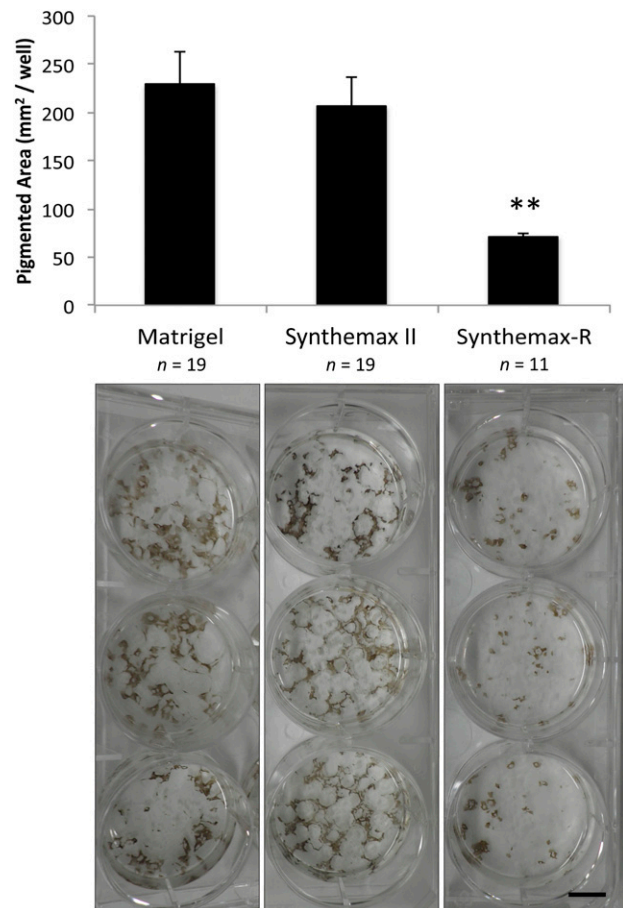 300
250
200
150
100
50
0
Pigmented Area (mm² / well)
**
Matrigel Synthemax II Synthemax-R
n = 19 n = 19 n = 11